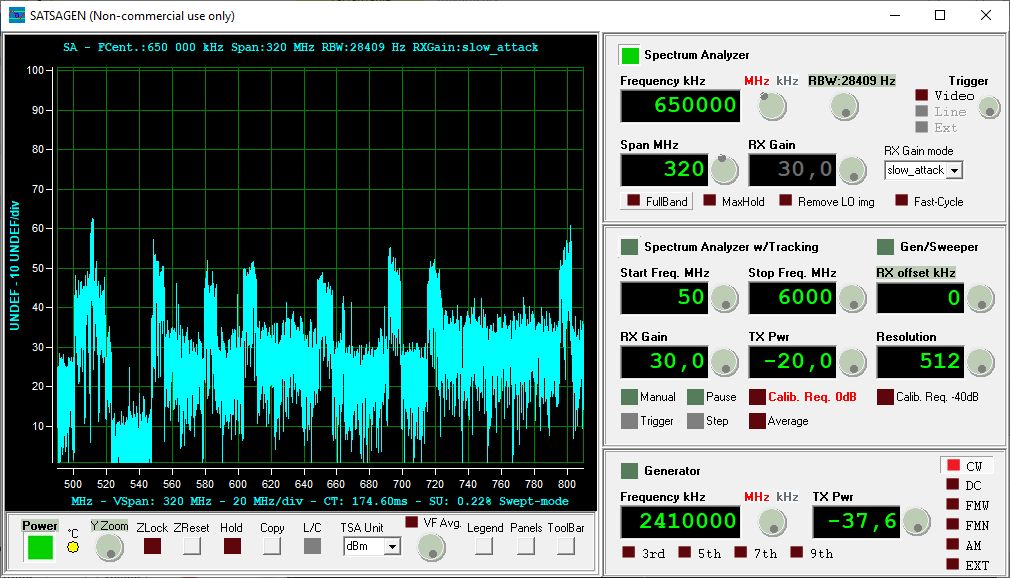 SATSAGEN (Non-commercial use only)
SA - FCent.:650 000 kHz Span:320 MHz RBW:28409 Hz RXGain:slow_attack
UNDEF - 10 UNDEF/div
100
90
80
70
60
50
40
30
20
10
500 520 540 560 580 600 620 640 660 680 700 720 740 760 780 800
MHz - VSpan: 320 MHz - 20 MHz/div - CT: 174.60ms - SU: 0.22% Swept-mode
Power °C Y Zoom ZLock ZReset Hold Copy L/C TSA Unit VF Avg. Legend Panels ToolBar
dBm
Spectrum Analyzer
Frequency kHz MHz kHz RBW:28409 Hz Trigger
650000
Video
Line
Ext
Span MHz RX Gain RX Gain mode
320 30,0 slow_attack
FullBand MaxHold Remove LO img Fast-Cycle
Spectrum Analyzer w/Tracking Gen/Sweeper
Start Freq. MHz Stop Freq. MHz RX offset kHz
50 6000 0
RX Gain TX Pwr Resolution
30,0 -20,0 512
Manual Pause Calib. Req. 0dB Calib. Req. -40dB
Trigger Step Average
Generator
Frequency kHz MHz kHz TX Pwr
2410000 -37,6
3rd 5th 7th 9th
CW
DC
FMW
FMN
AM
EXT